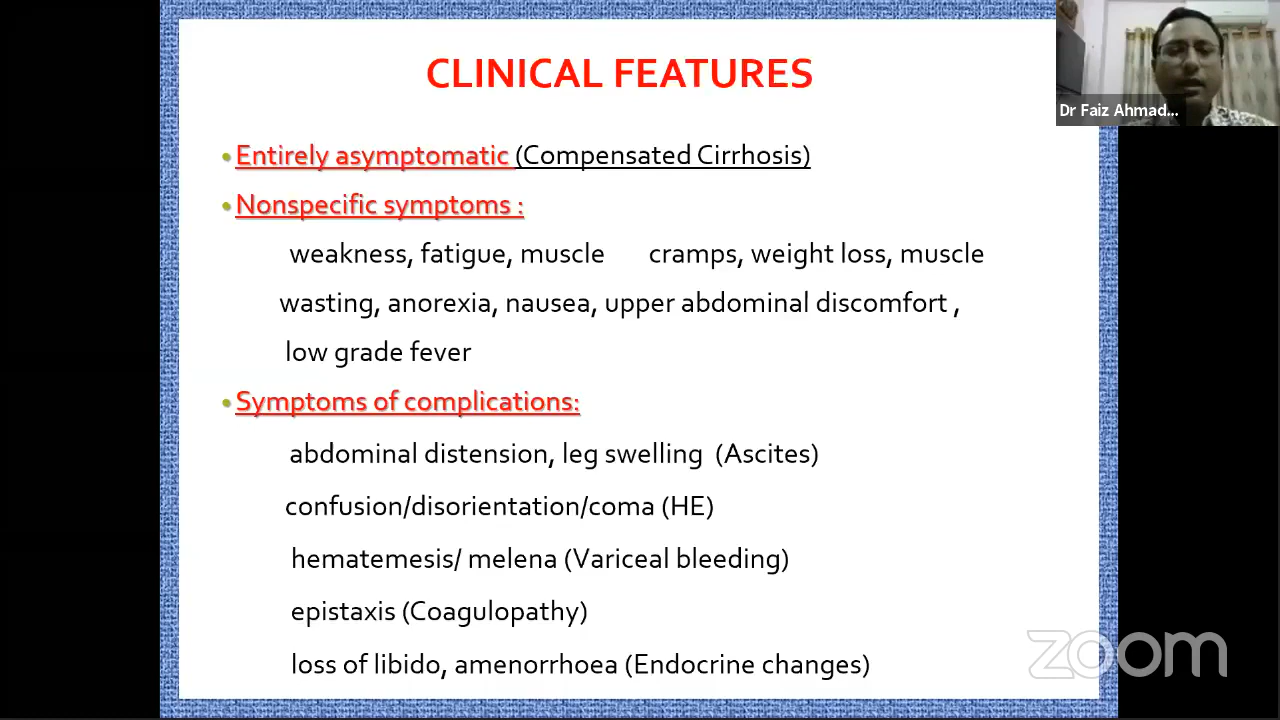 CLINICAL FEATURES
Dr Faiz Ahmad...
•Entirely asymptomatic (Compensated Cirrhosis)
•Nonspecific symptoms :
weakness, fatigue, muscle cramps, weight loss, muscle
wasting, anorexia, nausea, upper abdominal discomfort ,
low grade fever
•Symptoms of complications:
abdominal distension, leg swelling (Ascites)
confusion/disorientation/coma (HE)
hematemesis/ melena (Variceal bleeding)
epistaxis (Coagulopathy)
loss of libido, amenorrhoea (Endocrine changes)
zoom